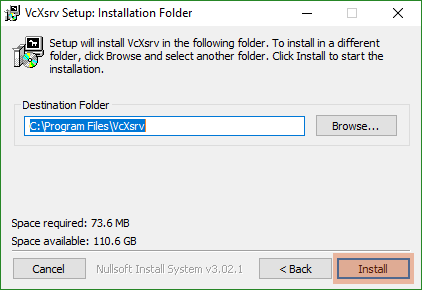 VcXsrv Setup: Installation Folder
Setup will install VcXsrv in the following folder. To install in a different
folder, click Browse and select another folder. Click Install to start the
installation.
Destination Folder
C:\Program Files\VcXsrv
Browse...
Space required: 73.6 MB
Space available: 110.6 GB
Cancel
Nullsoft Install System v3.02.1
< Back
Install